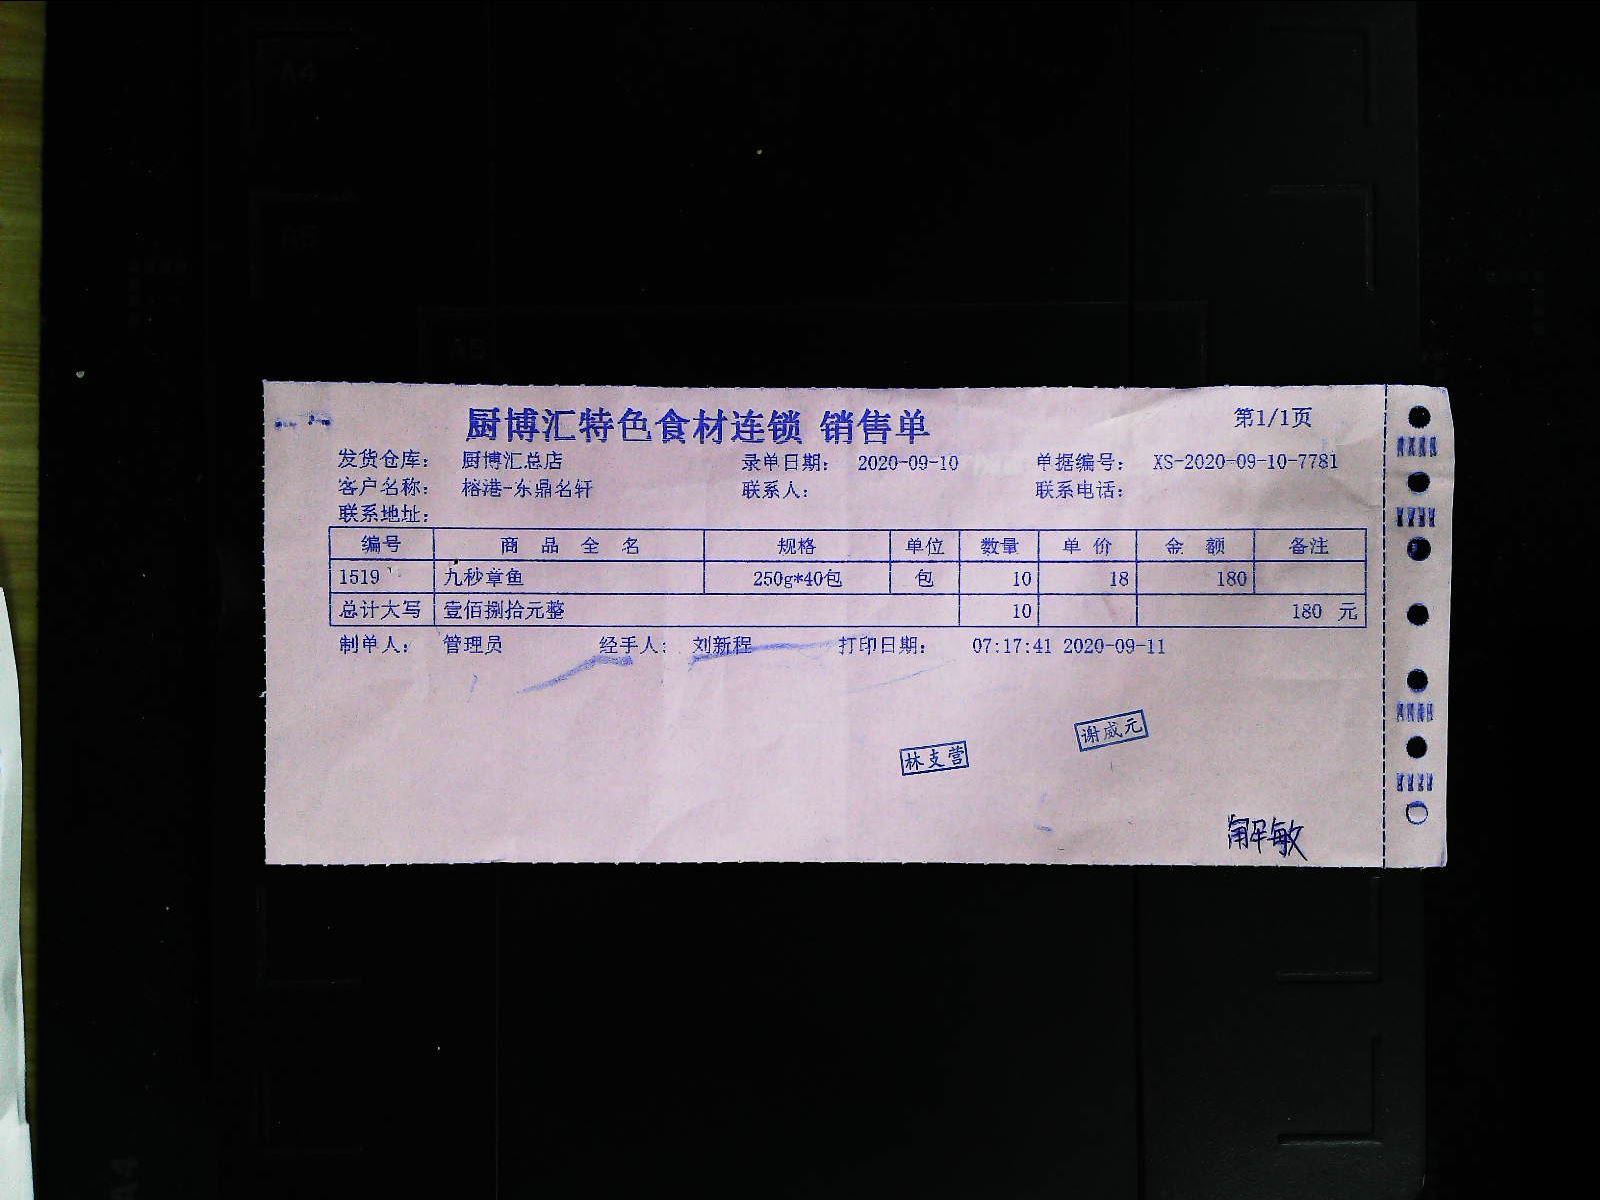 厨博汇特色食材连锁 销售单 第1/1页
发货仓库： 厨博汇总店 录单日期： 2020-09-10 单据编号： XS-2020-09-10-7781
客户名称： 榕港-东鼎名轩 联系人： 联系电话：
联系地址：
编号 商 品 全 名 规格 单位 数量 单 价 金 额 备注
1519 九秒章鱼 250g*40包 包 10 18 180
总计大写 壹佰捌拾元整 10 180 元
制单人： 管理员 经手人： 刘新程 打印日期： 07:17:41 2020-09-11
谢威元
林支营
解敏
A4
A5